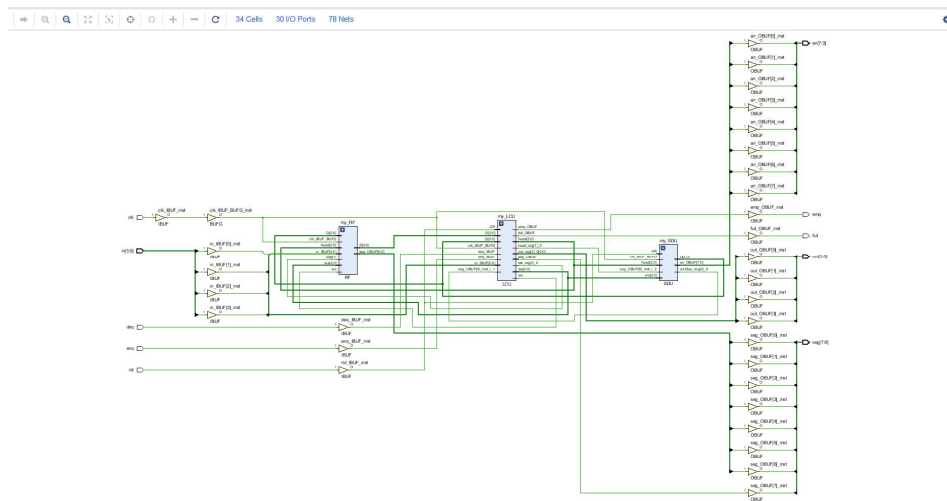 34 Cells 30 I/O Ports 78 Nets
an_OBUF[0]_inst
OBUF
an[7:0]
an_OBUF[1]_inst
OBUF
an_OBUF[2]_inst
OBUF
an_OBUF[3]_inst
OBUF
an_OBUF[4]_inst
OBUF
an_OBUF[5]_inst
OBUF
an_OBUF[6]_inst
OBUF
an_OBUF[7]_inst
OBUF
clk
clk_IBUF_inst
IBUF
clk_IBUF_BUFG_inst
BUFG
emp_OBUF_inst
OBUF
emp
full_OBUF_inst
OBUF
full
in[3:0]
in_IBUF[0]_inst
IBUF
in_IBUF[1]_inst
IBUF
in_IBUF[2]_inst
IBUF
in_IBUF[3]_inst
IBUF
my_RF
RF
my_LCU
emp_OBUF
full_OBUF
LCU
my_SDU
SDU
out_OBUF[0]_inst
OBUF
out[3:0]
out_OBUF[1]_inst
OBUF
out_OBUF[2]_inst
OBUF
out_OBUF[3]_inst
OBUF
deq
deq_IBUF_inst
IBUF
enq
enq_IBUF_inst
IBUF
rst
rst_IBUF_inst
IBUF
seg_OBUF[0]_inst
OBUF
seg[7:0]
seg_OBUF[1]_inst
OBUF
seg_OBUF[2]_inst
OBUF
seg_OBUF[3]_inst
OBUF
seg_OBUF[4]_inst
OBUF
seg_OBUF[5]_inst
OBUF
seg_OBUF[6]_inst
OBUF
seg_OBUF[7]_inst
OBUF